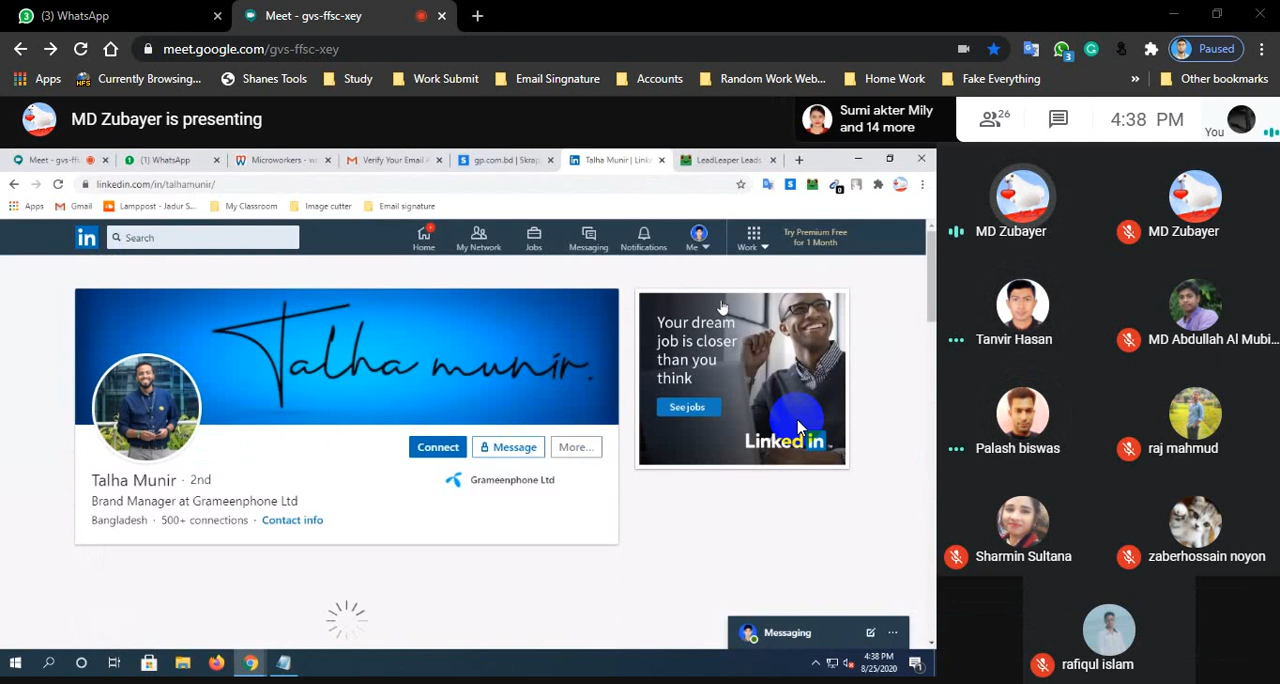 (3) WhatsApp
Meet - gvs-ffsc-xey
meet.google.com/gvs-ffsc-xey
Paused
Apps
Currently Browsing...
Shanes Tools
Study
Work Submit
Email Singnature
Accounts
Random Work Web...
Home Work
Fake Everything
»
Other bookmarks
MD Zubayer is presenting
Sumi akter Mily
and 14 more
26
4:38 PM
You
Meet - gvs-ff
(1) WhatsApp
Microworkers - w
Verify Your Email A
gp.com.bd | Skrap
Talha Munir | Link
LeadLeaper Leads
linkedin.com/in/talhamunir/
Apps
Gmail
Lamppost - Jadur S...
My Classroom
Image cutter
Email signature
in
Search
Home
My Network
Jobs
Messaging
Notifications
Me
Work
Try Premium Free
for 1 Month
Talha munir.
Your dream
job is closer
than you
think
See jobs
Linkedin
Connect
Message
More...
Talha Munir · 2nd
Grameenphone Ltd
Brand Manager at Grameenphone Ltd
Bangladesh · 500+ connections · Contact info
Messaging
4:38 PM
8/25/2020
MD Zubayer
MD Zubayer
Tanvir Hasan
MD Abdullah Al Mubi...
Palash biswas
raj mahmud
Sharmin Sultana
zaberhossain noyon
rafiqul islam